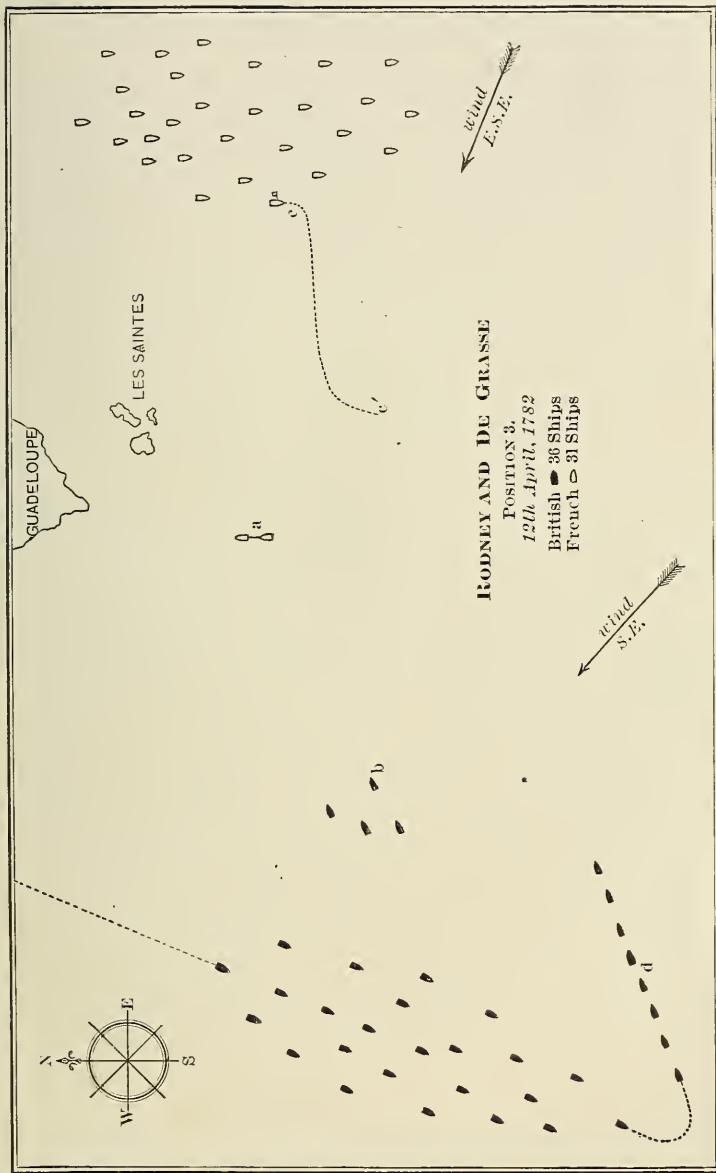 GUADELOUPE
LES SAINTES
N
W
E
S
a
a
c
c'
b
d
wind
E.S.E.
wind
S.E.
RODNEY AND DE GRASSE
POSITION 3.
12th April, 1782
British 36 Ships
French 31 Ships